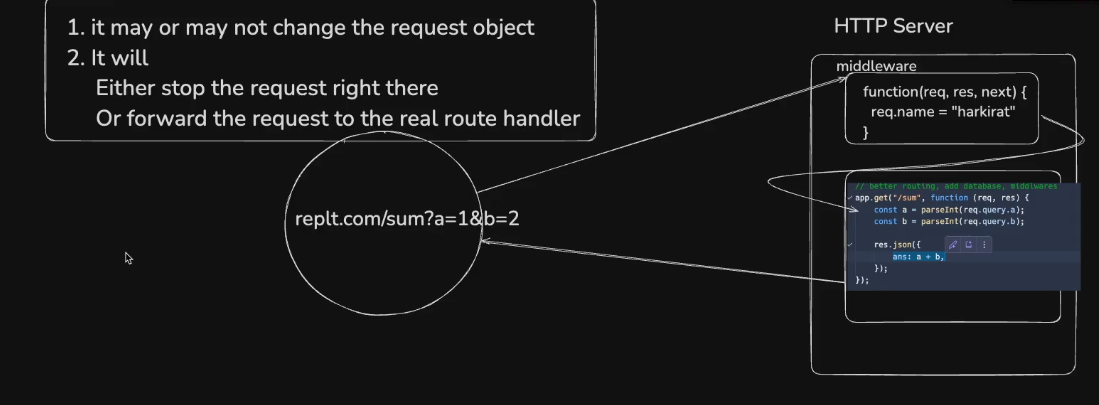 1. it may or may not change the request object
2. It will
Either stop the request right there
Or forward the request to the real route handler
replt.com/sum?a=1&b=2
HTTP Server
middleware
function(req, res, next) {
req.name = "harkirat"
}
// better routing, add database, middlwares
app.get("/sum", function (req, res) {
const a = parseInt(req.query.a);
const b = parseInt(req.query.b);
res.json({
ans: a + b,
});
});